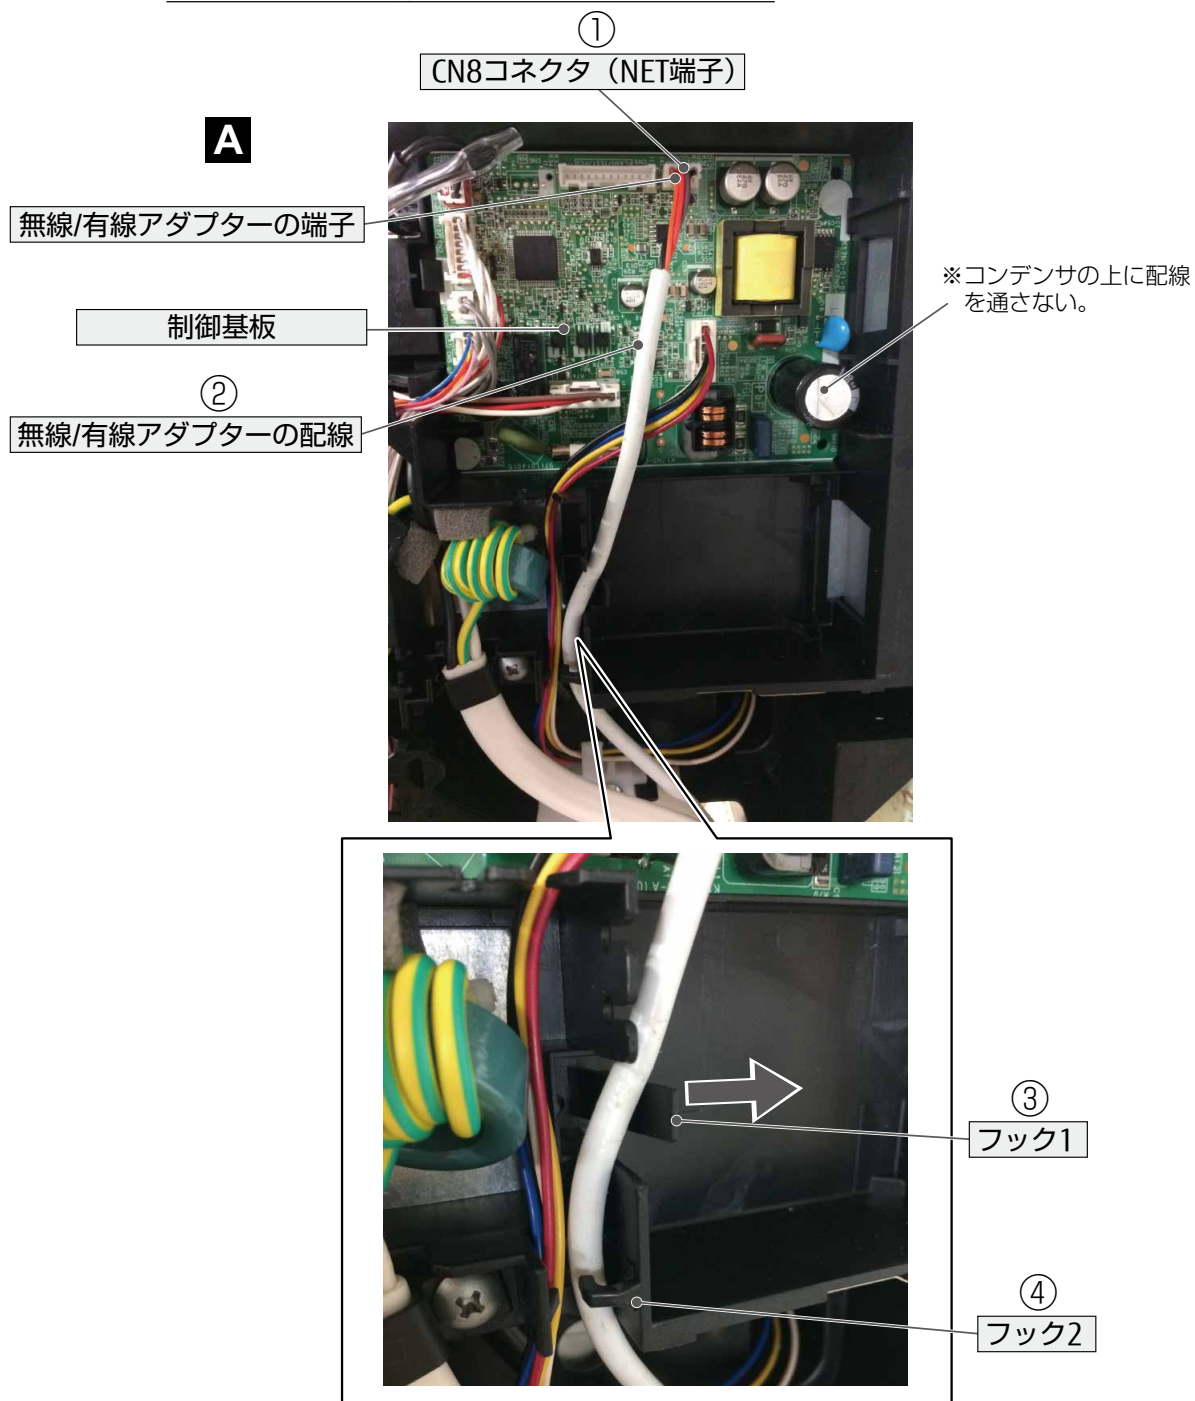 ①
CN8コネクタ（NET端子）
A
無線/有線アダプターの端子
※コンデンサの上に配線
を通さない。
制御基板
②
無線/有線アダプターの配線
③
フック1
④
フック2